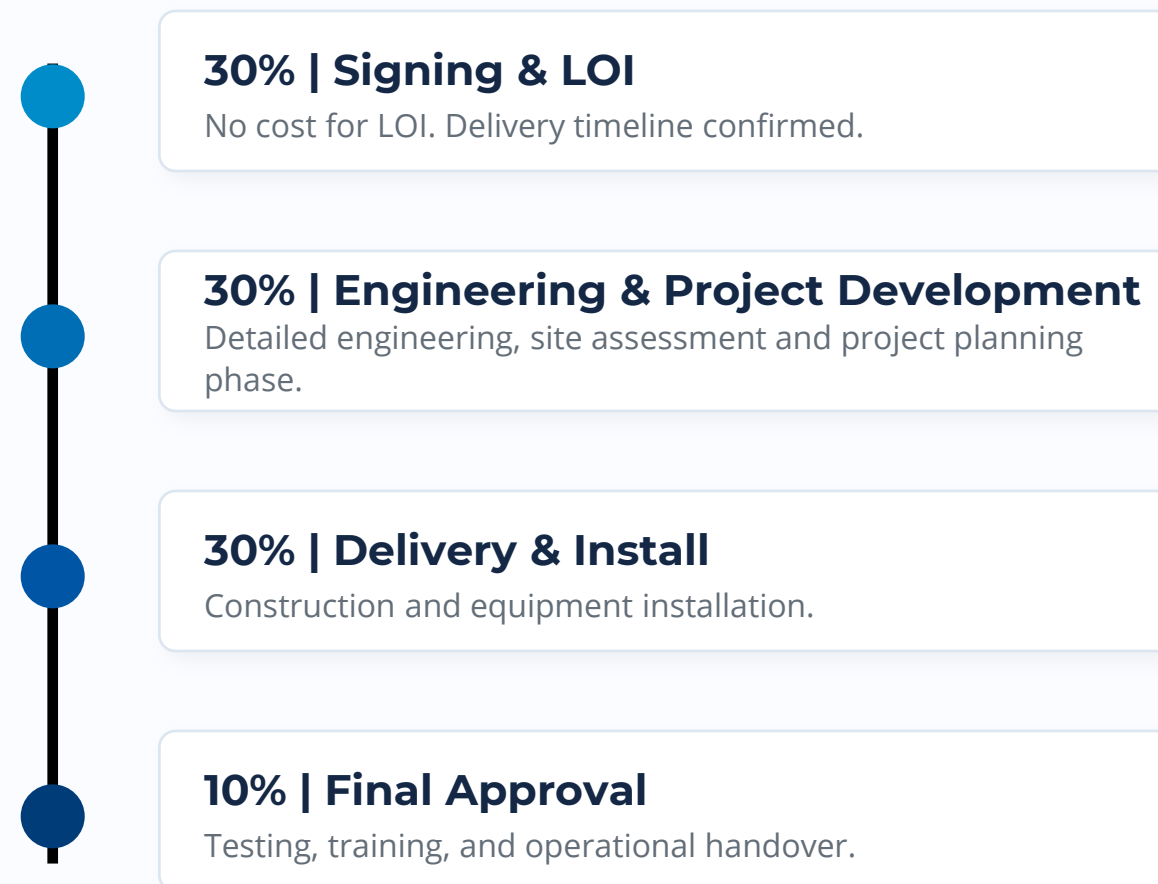 30% | Signing & LOI
No cost for LOI. Delivery timeline confirmed.
30% | Engineering & Project Development
Detailed engineering, site assessment and project planning
phase.
30% | Delivery & Install
Construction and equipment installation.
10% | Final Approval
Testing, training, and operational handover.